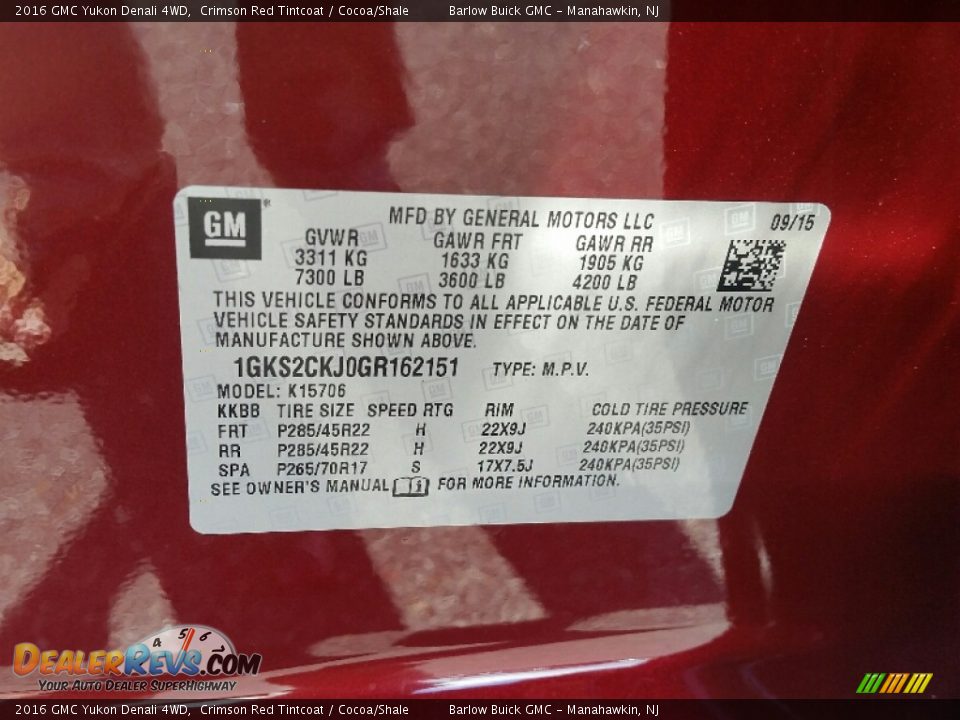 2016 GMC Yukon Denali 4WD,  Crimson Red Tintcoat / Cocoa/Shale    Barlow Buick GMC - Manahawkin, NJ
GM ® MFD BY GENERAL MOTORS LLC 09/15
GVWR GAWR FRT GAWR RR
3311 KG 1633 KG 1905 KG
7300 LB 3600 LB 4200 LB
THIS VEHICLE CONFORMS TO ALL APPLICABLE U.S. FEDERAL MOTOR
VEHICLE SAFETY STANDARDS IN EFFECT ON THE DATE OF
MANUFACTURE SHOWN ABOVE.
1GKS2CKJ0GR162151 TYPE: M.P.V.
MODEL: K15706
KKBB TIRE SIZE SPEED RTG RIM COLD TIRE PRESSURE
FRT P285/45R22 H 22X9J 240KPA(35PSI)
RR P285/45R22 H 22X9J 240KPA(35PSI)
SPA P265/70R17 S 17X7.5J 240KPA(35PSI)
SEE OWNER'S MANUAL FOR MORE INFORMATION.
4 5 6
DEALERREVS.COM
YOUR AUTO DEALER SUPERHIGHWAY
2016 GMC Yukon Denali 4WD,  Crimson Red Tintcoat / Cocoa/Shale    Barlow Buick GMC - Manahawkin, NJ